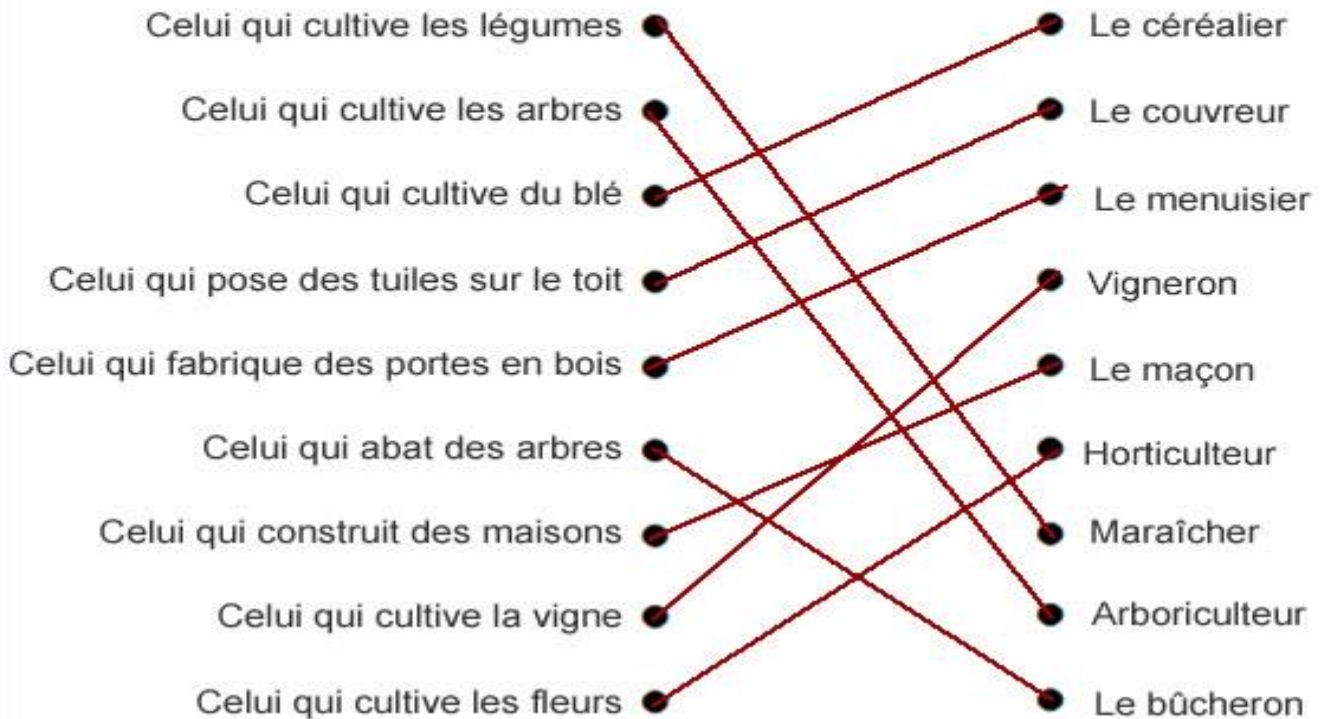 Celui qui cultive les légumes Le céréalier
Celui qui cultive les arbres Le couvreur
Celui qui cultive du blé Le menuisier
Celui qui pose des tuiles sur le toit Vigneron
Celui qui fabrique des portes en bois Le maçon
Celui qui abat des arbres Horticulteur
Celui qui construit des maisons Maraîcher
Celui qui cultive la vigne Arboriculteur
Celui qui cultive les fleurs Le bûcheron